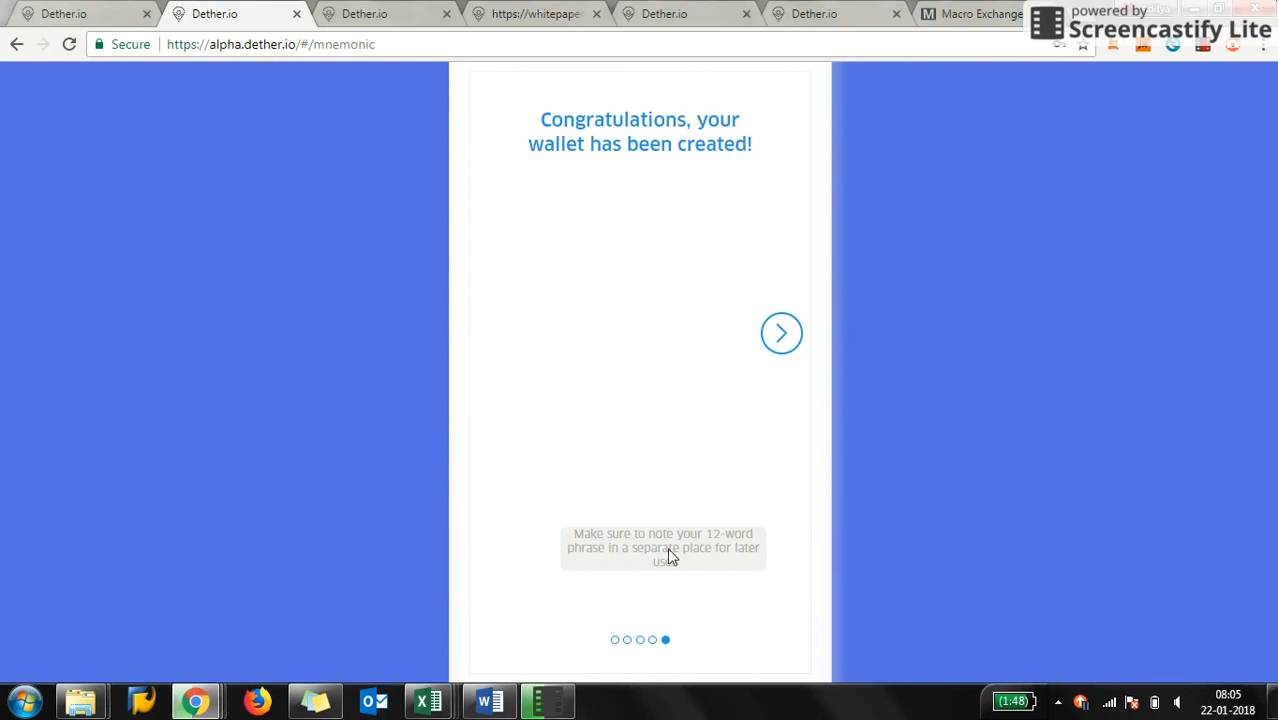 Dether.io
Dether.io
Dether.io
https://whitepape
Dether.io
Dether.io
Macro Exchange
powered by
Screencastify Lite
Secure
https://alpha.dether.io/#/mnemonic
Congratulations, your
wallet has been created!
Make sure to note your 12-word
phrase in a separate place for later
(1:48)
08:05
22-01-2018